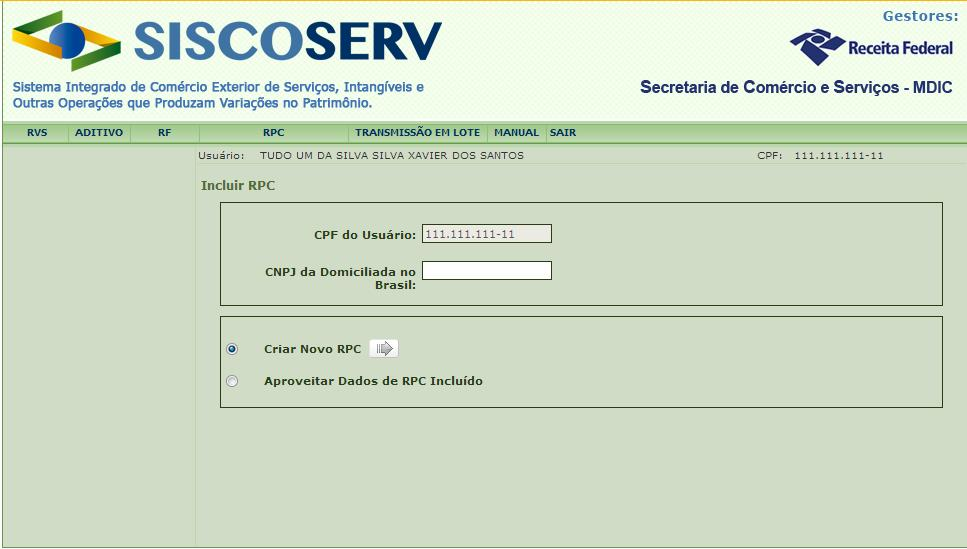 Gestores:
SISCOSERV
Receita Federal
Sistema Integrado de Comércio Exterior de Serviços, Intangíveis e
Outras Operações que Produzam Variações no Patrimônio.
Secretaria de Comércio e Serviços - MDIC
RVS ADITIVO RF RPC TRANSMISSÃO EM LOTE MANUAL SAIR
Usuário: TUDO UM DA SILVA SILVA XAVIER DOS SANTOS CPF: 111.111.111-11
Incluir RPC
CPF do Usuário: 111.111.111-11
CNPJ da Domiciliada no
Brasil:
Criar Novo RPC
Aproveitar Dados de RPC Incluído